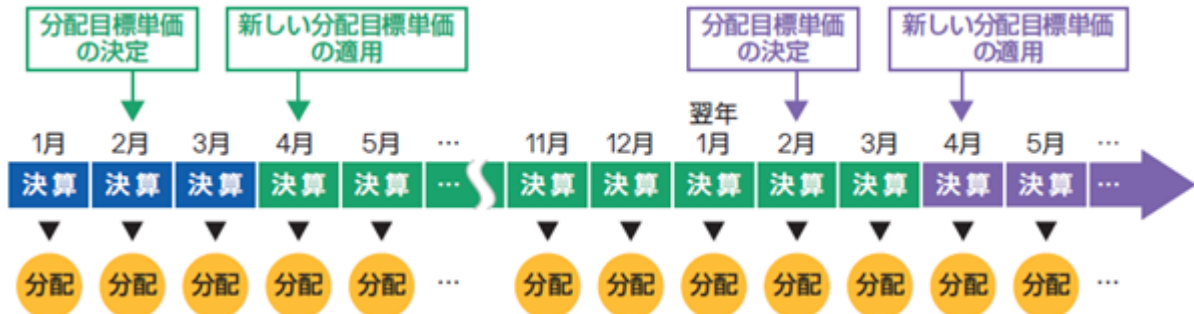 分配目標単価
の決定
新しい分配目標単価
の適用
分配目標単価
の決定
新しい分配目標単価
の適用
翌年
1月 2月 3月 4月 5月 … 11月 12月 1月 2月 3月 4月 5月 …
決算 決算 決算 決算 決算 … 決算 決算 決算 決算 決算 決算 決算 …
分配 分配 分配 分配 分配 … 分配 分配 分配 分配 分配 分配 分配 …